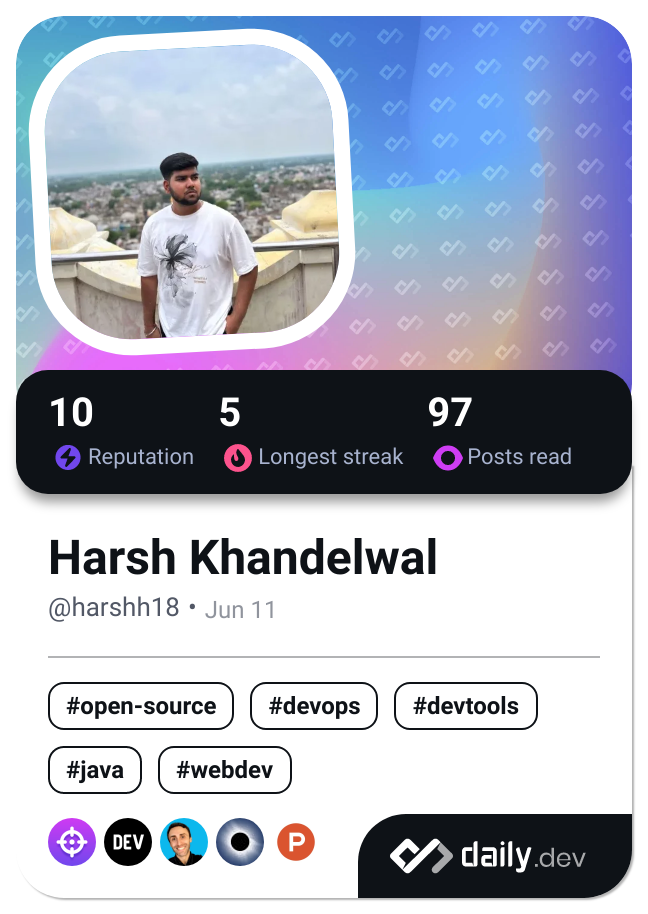 10 5 97
Reputation Longest streak Posts read
Harsh Khandelwal
@harshh18 • Jun 11
#open-source #devops #devtools
#java #webdev
DEV P daily.dev